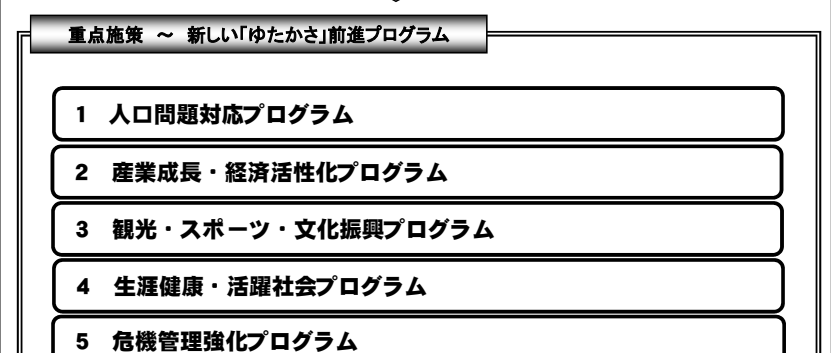 重点施策 ～ 新しい「ゆたかさ」前進プログラム
1 人口問題対応プログラム
2 産業成長・経済活性化プログラム
3 観光・スポーツ・文化振興プログラム
4 生涯健康・活躍社会プログラム
5 危機管理強化プログラム